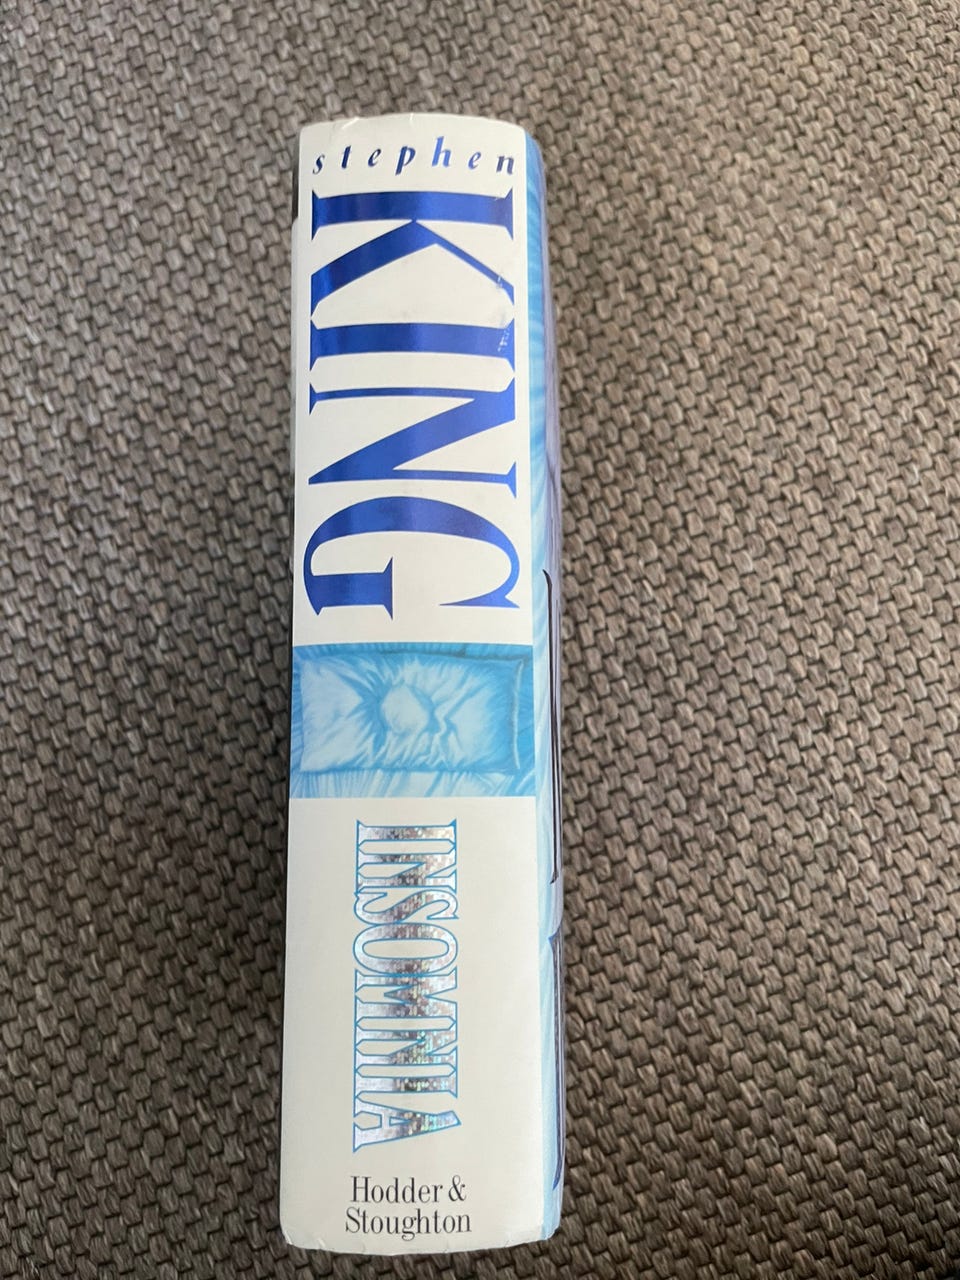 stephen
KING
INSOMNIA
Hodder &
Stoughton